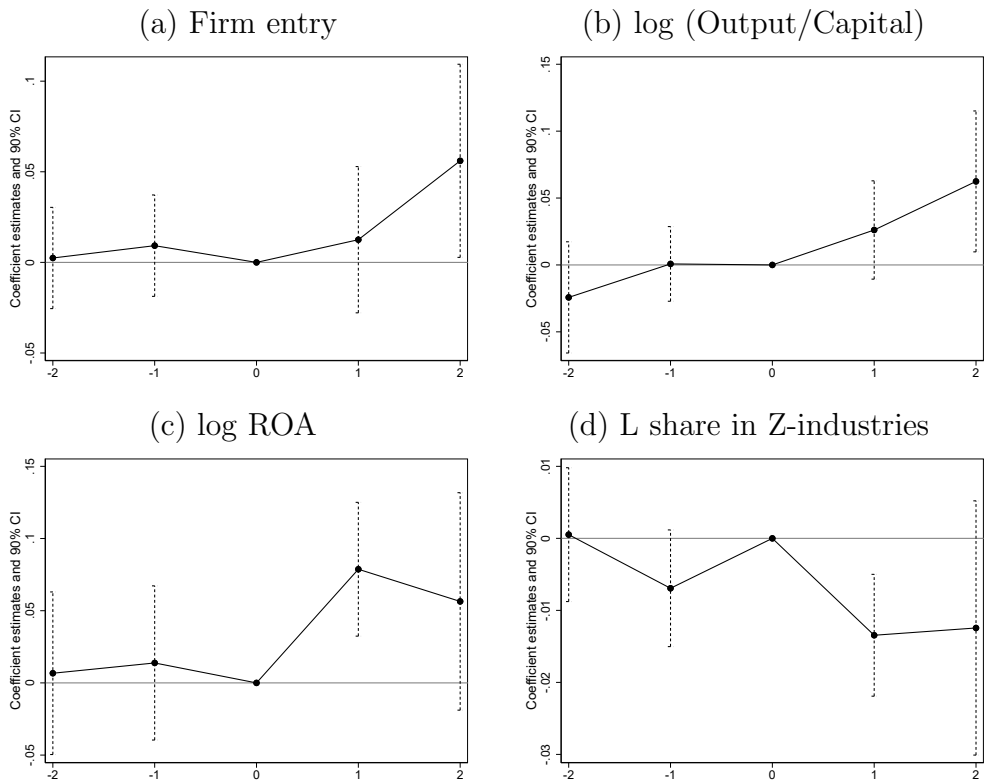 (a) Firm entry
Coefficient estimates and 90% CI
.1
.05
0
-.05
-2 -1 0 1 2
(b) log (Output/Capital)
Coefficient estimates and 90% CI
.15
.1
.05
0
-.05
-2 -1 0 1 2
(c) log ROA
Coefficient estimates and 90% CI
.15
.1
.05
0
-.05
-2 -1 0 1 2
(d) L share in Z-industries
Coefficient estimates and 90% CI
.01
0
-.01
-.02
-.03
-2 -1 0 1 2